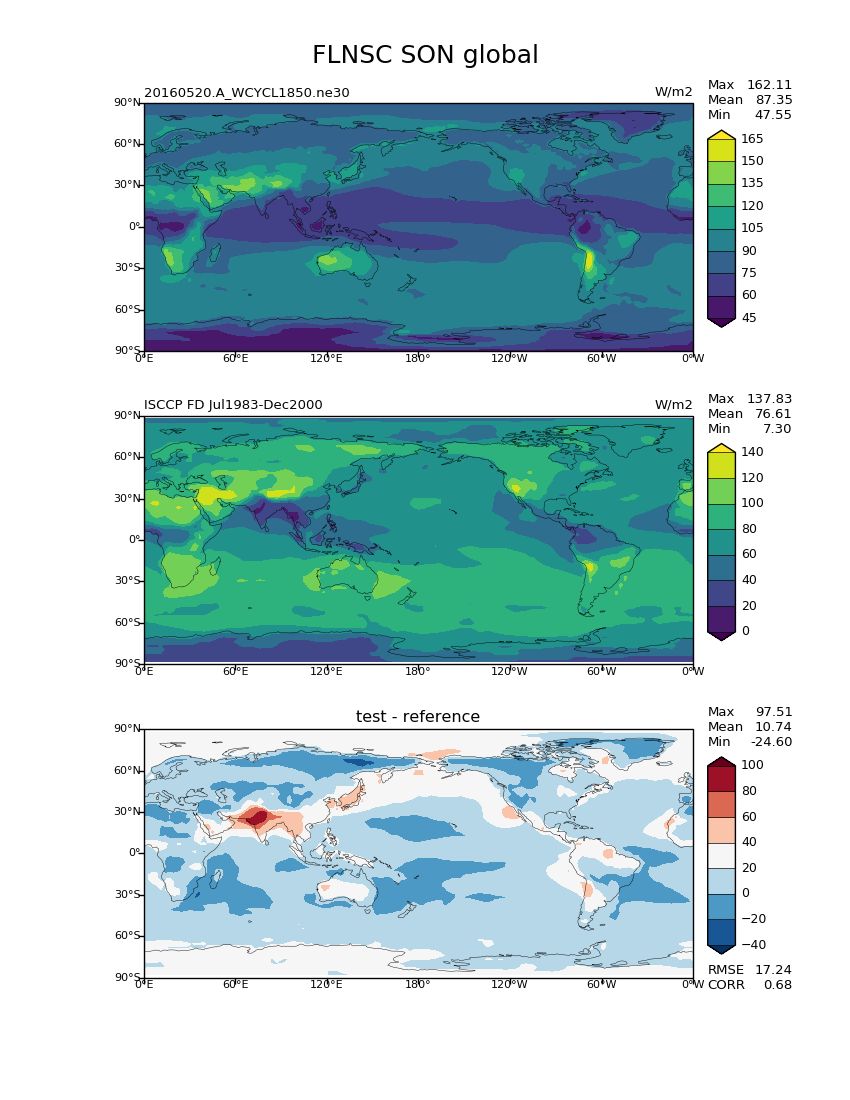 FLNSC SON global
20160520.A_WCYCL1850.ne30
W/m2
Max 162.11
Mean 87.35
Min 47.55
90°N
60°N
30°N
0°
30°S
60°S
90°S
0°E 60°E 120°E 180° 120°W 60°W 0°W
165
150
135
120
105
90
75
60
45
ISCCP FD Jul1983-Dec2000
W/m2
Max 137.83
Mean 76.61
Min 7.30
90°N
60°N
30°N
0°
30°S
60°S
90°S
0°E 60°E 120°E 180° 120°W 60°W 0°W
140
120
100
80
60
40
20
0
test - reference
Max 97.51
Mean 10.74
Min -24.60
90°N
60°N
30°N
0°
30°S
60°S
90°S
0°E 60°E 120°E 180° 120°W 60°W 0°W
100
80
60
40
20
0
−20
−40
RMSE 17.24
CORR 0.68